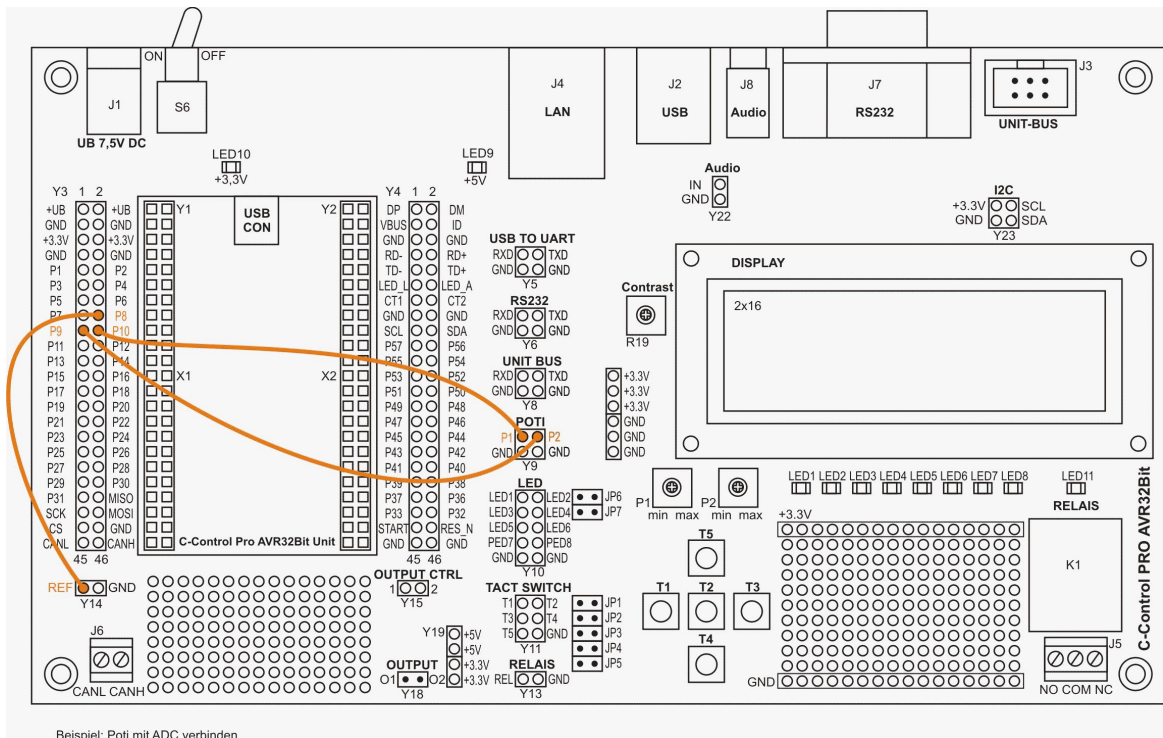 ON OFF
J1
S6
J4
LAN
J2
USB
J8
Audio
J7
RS232
J3
UNIT-BUS
UB 7,5V DC
LED10
+3,3V
LED9
+5V
Audio
IN
GND
Y22
I2C
+3.3V SCL
GND SDA
Y23
Y3 1 2
+UB +UB
GND GND
+3.3V +3.3V
GND GND
P1 P2
P3 P4
P5 P6
P7 P8
P9 P10
P11 P12
P13 P14
P15 P16
P17 P18
P19 P20
P21 P22
P23 P24
P25 P26
P27 P28
P29 P30
P31 MISO
SCK MOSI
CS GND
CANL CANH
45 46
Y1
USB
CON
Y2
X1
X2
C-Control Pro AVR32Bit Unit
Y4 1 2
DP DM
VBUS ID
GND GND
RD- RD+
TD- TD+
LED_L LED_A
CT1 CT2
GND GND
SCL SDA
P57 P56
P55 P54
P53 P52
P51 P50
P49 P48
P47 P46
P45 P44
P43 P42
P41 P40
P39 P38
P37 P36
P33 P32
START RES_N
GND GND
45 46
USB TO UART
RXD TXD
GND GND
Y5
RS232
RXD TXD
GND GND
Y6
UNIT BUS
RXD TXD
GND GND
Y8
POTI
P1 P2
GND GND
Y9
LED
LED1 LED2 JP6
LED3 LED4 JP7
LED5 LED6
PED7 PED8
GND GND
Y10
TACT SWITCH
T1 T2 JP1
T3 T4 JP2
T5 GND JP3
Y11 JP4
JP5
RELAIS
REL GND
Y13
Contrast
R19
+3.3V
+3.3V
+3.3V
GND
GND
GND
DISPLAY
2x16
P1
min max
P2
min max
LED1 LED2 LED3 LED4 LED5 LED6 LED7 LED8
LED11
RELAIS
+3.3V
GND
T5
T1 T2 T3
T4
K1
J5
NO COM NC
C-Control PRO AVR32Bit
REF GND
Y14
J6
CANL CANH
OUTPUT CTRL
1 2
Y15
Y19 +5V
+5V
+3.3V
+3.3V
OUTPUT
O1 O2
Y18
Beispiel: Poti mit ADC verbinden